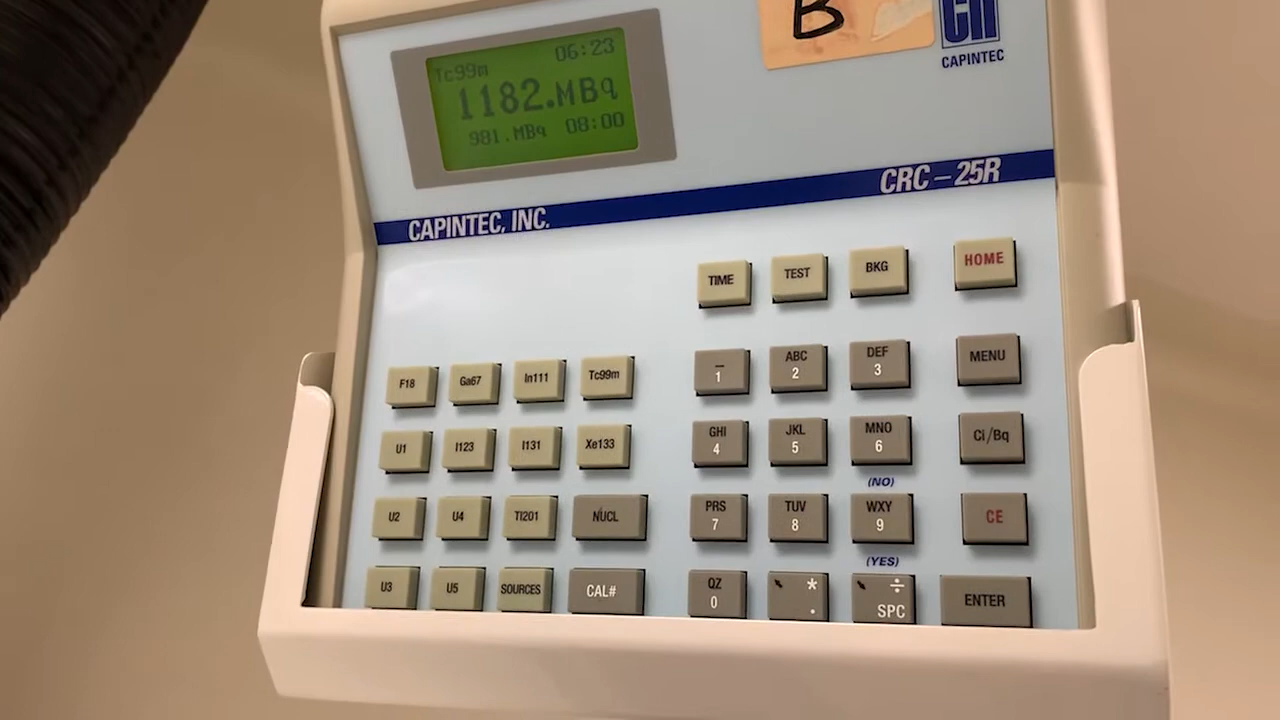 Tc99m 06:23
1182.MBq
981.MBq 08:00
B
CAPINTEC
CRC – 25R
CAPINTEC, INC.
TIME TEST BKG HOME
– 1 ABC 2 DEF 3 MENU
F18 Ga67 In111 Tc99m
GHI 4 JKL 5 MNO 6 Ci/Bq
U1 I123 I131 Xe133
(NO)
PRS 7 TUV 8 WXY 9 CE
U2 U4 Tl201 NUCL
(YES)
QZ 0 * . ÷ SPC ENTER
U3 U5 SOURCES CAL#